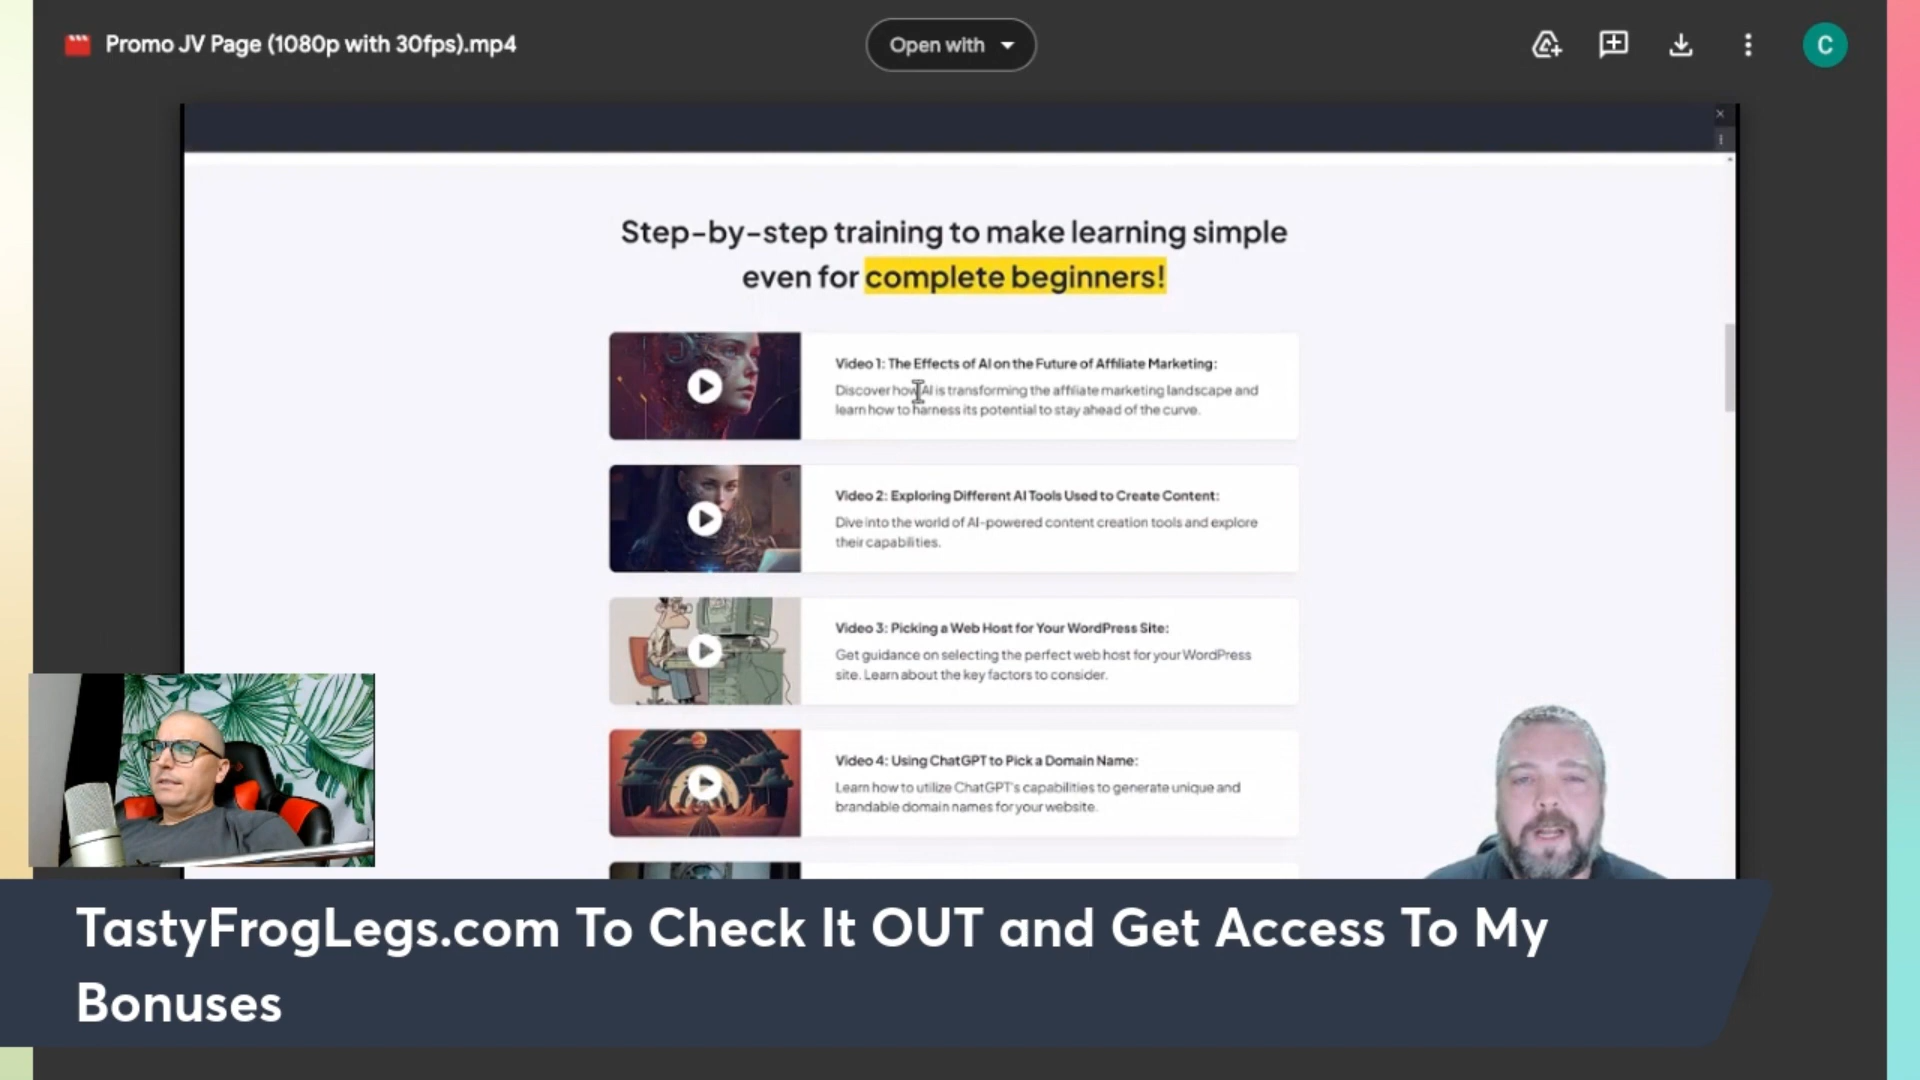 Promo JV Page (1080p with 30fps).mp4
Open with
C
Step-by-step training to make learning simple
even for complete beginners!
Video 1: The Effects of AI on the Future of Affiliate Marketing:
Discover how AI is transforming the affiliate marketing landscape and
learn how to harness its potential to stay ahead of the curve.
Video 2: Exploring Different AI Tools Used to Create Content:
Dive into the world of AI-powered content creation tools and explore
their capabilities.
Video 3: Picking a Web Host for Your WordPress Site:
Get guidance on selecting the perfect web host for your WordPress
site. Learn about the key factors to consider.
Video 4: Using ChatGPT to Pick a Domain Name:
Learn how to utilize ChatGPT's capabilities to generate unique and
brandable domain names for your website.
TastyFrogLegs.com To Check It OUT and Get Access To My
Bonuses